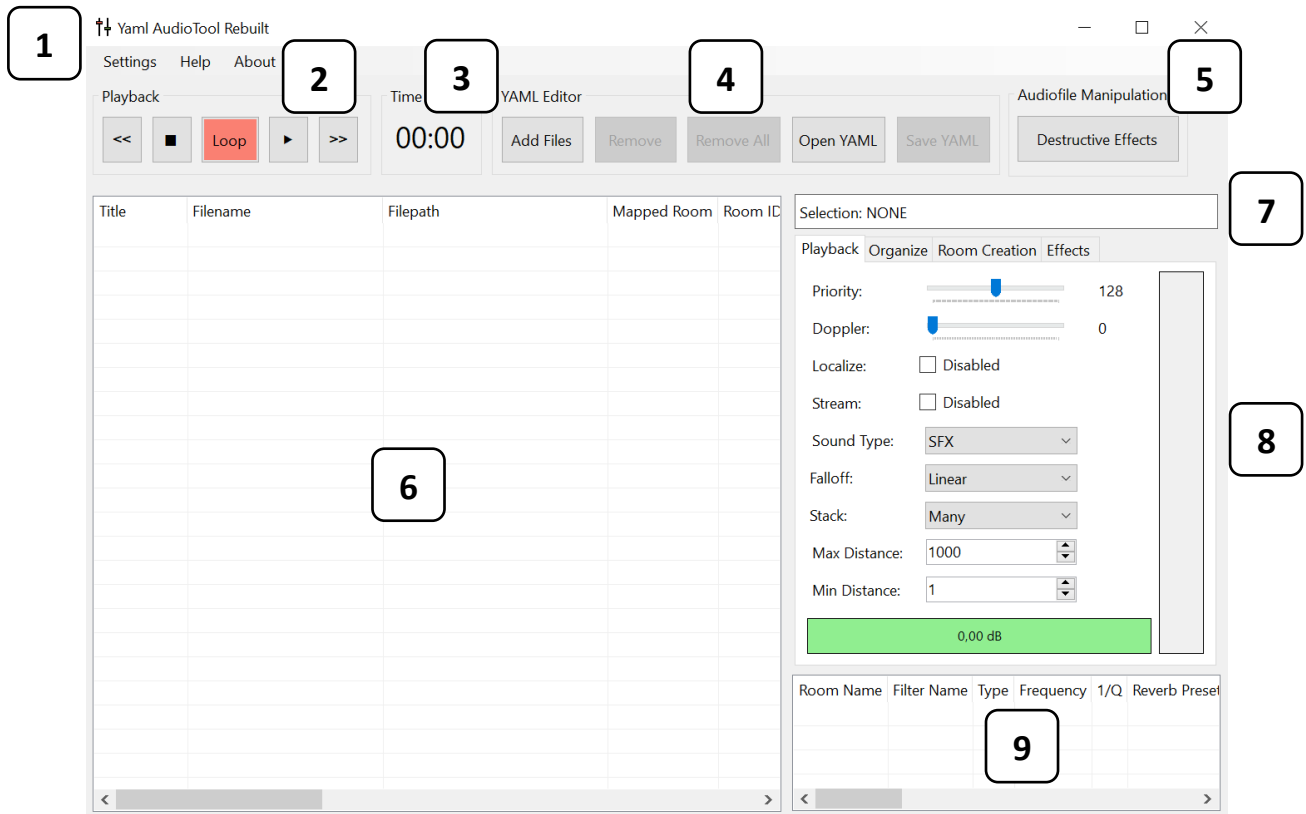 1
Yaml AudioTool Rebuilt
Settings Help About
2
3
4
5
Playback
Time
YAML Editor
Audiofile Manipulation
<< ■ Loop ▶ >>
00:00
Add Files Remove Remove All Open YAML Save YAML
Destructive Effects
Title Filename Filepath Mapped Room Room ID
6
Selection: NONE
7
Playback Organize Room Creation Effects
Priority: 128
Doppler: 0
Localize: Disabled
Stream: Disabled
Sound Type: SFX
Falloff: Linear
Stack: Many
Max Distance: 1000
Min Distance: 1
0,00 dB
8
Room Name Filter Name Type Frequency 1/Q Reverb Preset
9